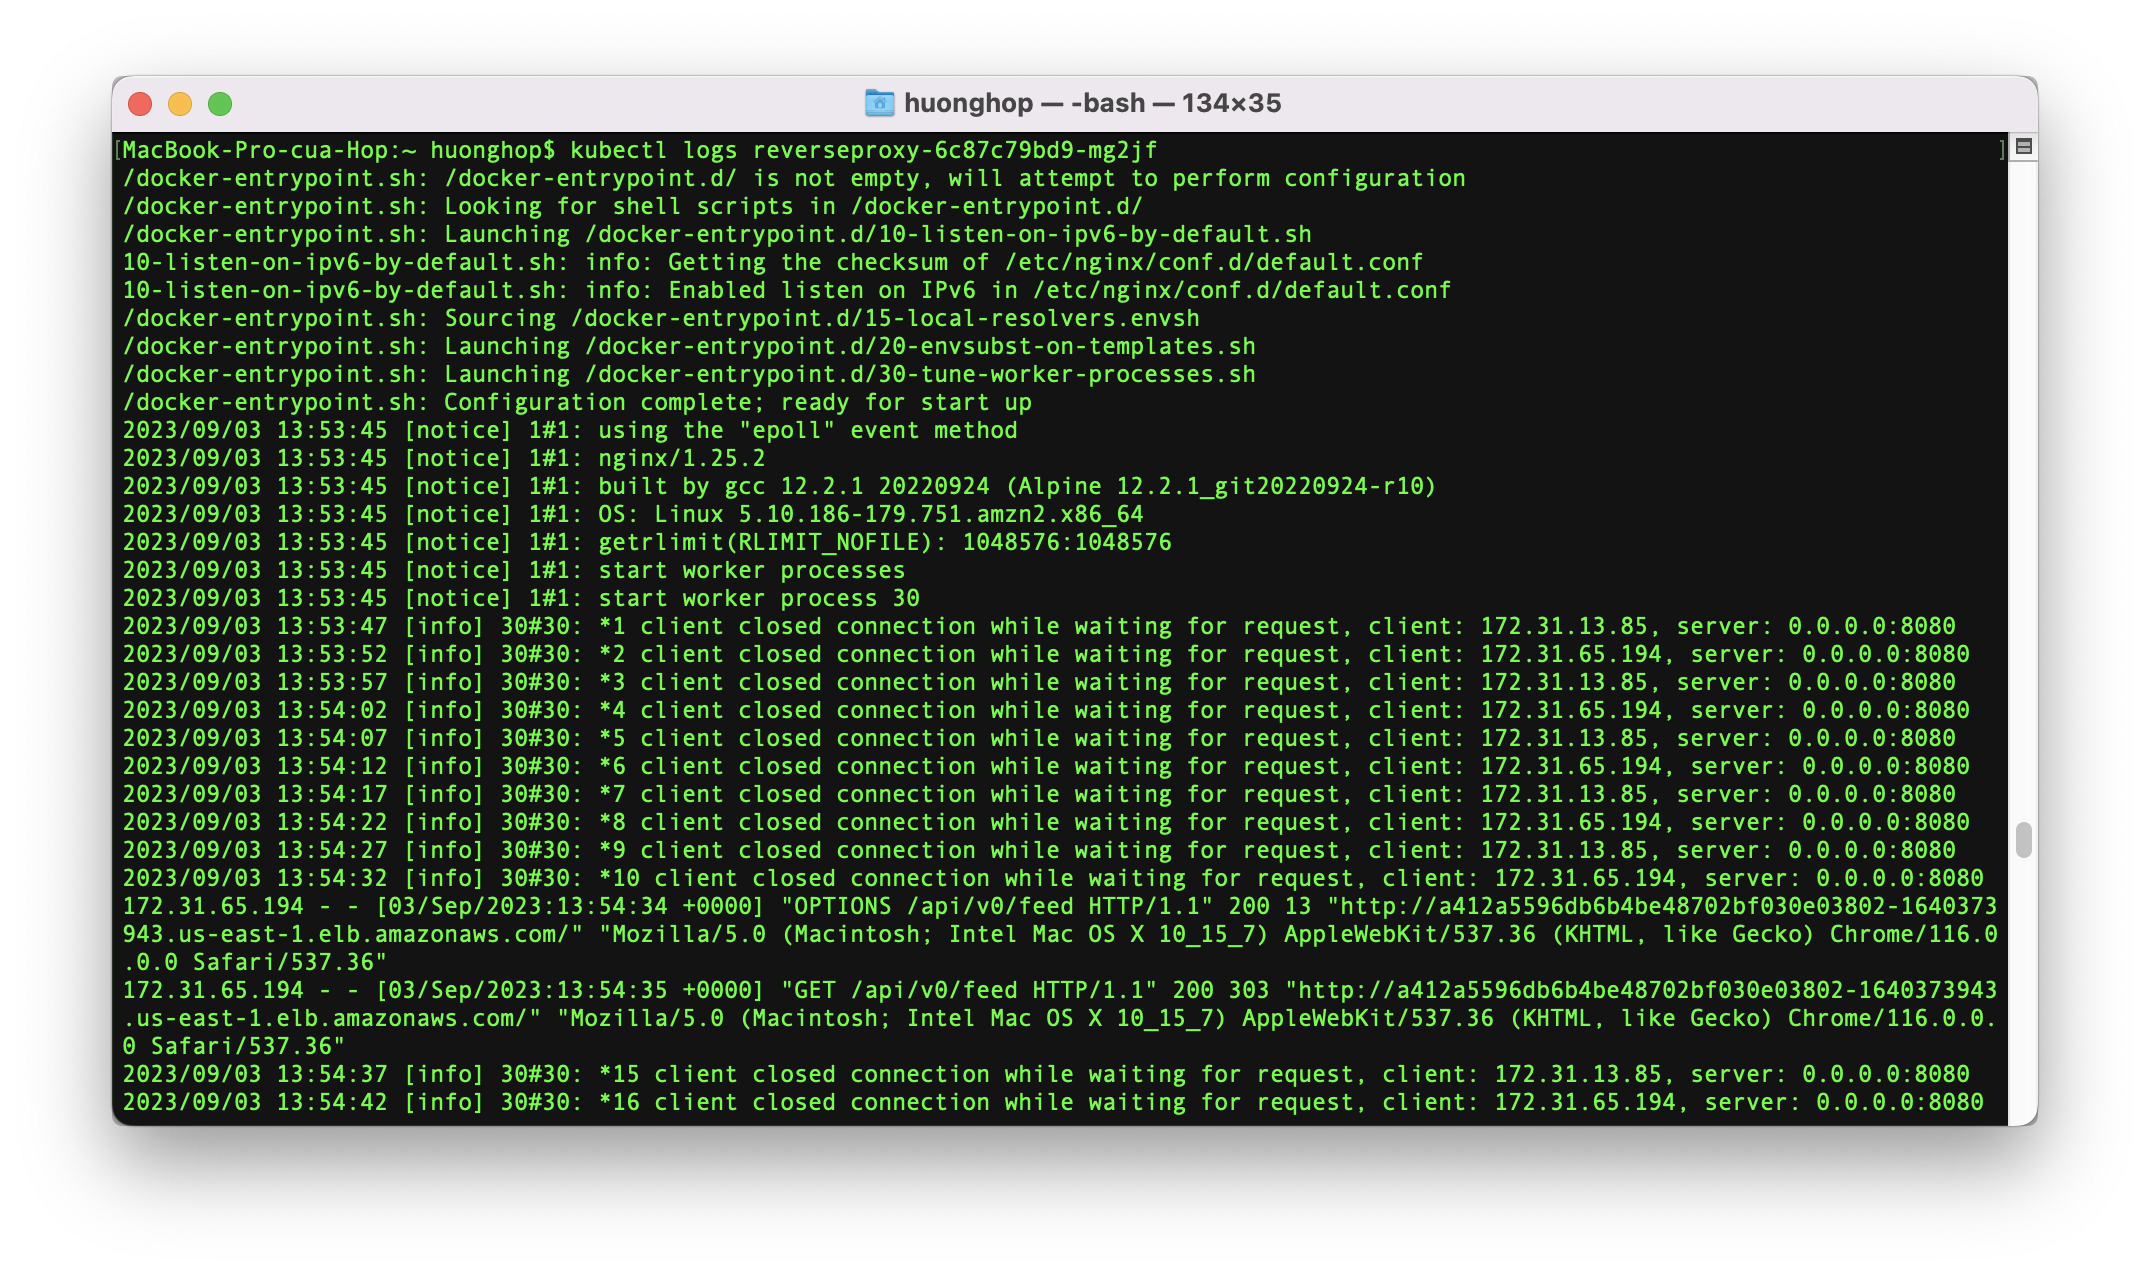 huonghop — -bash — 134×35
[MacBook-Pro-cua-Hop:~ huonghop$ kubectl logs reverseproxy-6c87c79bd9-mg2jf ]
/docker-entrypoint.sh: /docker-entrypoint.d/ is not empty, will attempt to perform configuration
/docker-entrypoint.sh: Looking for shell scripts in /docker-entrypoint.d/
/docker-entrypoint.sh: Launching /docker-entrypoint.d/10-listen-on-ipv6-by-default.sh
10-listen-on-ipv6-by-default.sh: info: Getting the checksum of /etc/nginx/conf.d/default.conf
10-listen-on-ipv6-by-default.sh: info: Enabled listen on IPv6 in /etc/nginx/conf.d/default.conf
/docker-entrypoint.sh: Sourcing /docker-entrypoint.d/15-local-resolvers.envsh
/docker-entrypoint.sh: Launching /docker-entrypoint.d/20-envsubst-on-templates.sh
/docker-entrypoint.sh: Launching /docker-entrypoint.d/30-tune-worker-processes.sh
/docker-entrypoint.sh: Configuration complete; ready for start up
2023/09/03 13:53:45 [notice] 1#1: using the "epoll" event method
2023/09/03 13:53:45 [notice] 1#1: nginx/1.25.2
2023/09/03 13:53:45 [notice] 1#1: built by gcc 12.2.1 20220924 (Alpine 12.2.1_git20220924-r10)
2023/09/03 13:53:45 [notice] 1#1: OS: Linux 5.10.186-179.751.amzn2.x86_64
2023/09/03 13:53:45 [notice] 1#1: getrlimit(RLIMIT_NOFILE): 1048576:1048576
2023/09/03 13:53:45 [notice] 1#1: start worker processes
2023/09/03 13:53:45 [notice] 1#1: start worker process 30
2023/09/03 13:53:47 [info] 30#30: *1 client closed connection while waiting for request, client: 172.31.13.85, server: 0.0.0.0:8080
2023/09/03 13:53:52 [info] 30#30: *2 client closed connection while waiting for request, client: 172.31.65.194, server: 0.0.0.0:8080
2023/09/03 13:53:57 [info] 30#30: *3 client closed connection while waiting for request, client: 172.31.13.85, server: 0.0.0.0:8080
2023/09/03 13:54:02 [info] 30#30: *4 client closed connection while waiting for request, client: 172.31.65.194, server: 0.0.0.0:8080
2023/09/03 13:54:07 [info] 30#30: *5 client closed connection while waiting for request, client: 172.31.13.85, server: 0.0.0.0:8080
2023/09/03 13:54:12 [info] 30#30: *6 client closed connection while waiting for request, client: 172.31.65.194, server: 0.0.0.0:8080
2023/09/03 13:54:17 [info] 30#30: *7 client closed connection while waiting for request, client: 172.31.13.85, server: 0.0.0.0:8080
2023/09/03 13:54:22 [info] 30#30: *8 client closed connection while waiting for request, client: 172.31.65.194, server: 0.0.0.0:8080
2023/09/03 13:54:27 [info] 30#30: *9 client closed connection while waiting for request, client: 172.31.13.85, server: 0.0.0.0:8080
2023/09/03 13:54:32 [info] 30#30: *10 client closed connection while waiting for request, client: 172.31.65.194, server: 0.0.0.0:8080
172.31.65.194 - - [03/Sep/2023:13:54:34 +0000] "OPTIONS /api/v0/feed HTTP/1.1" 200 13 "http://a412a5596db6b4be48702bf030e03802-1640373
943.us-east-1.elb.amazonaws.com/" "Mozilla/5.0 (Macintosh; Intel Mac OS X 10_15_7) AppleWebKit/537.36 (KHTML, like Gecko) Chrome/116.0
.0.0 Safari/537.36"
172.31.65.194 - - [03/Sep/2023:13:54:35 +0000] "GET /api/v0/feed HTTP/1.1" 200 303 "http://a412a5596db6b4be48702bf030e03802-1640373943
.us-east-1.elb.amazonaws.com/" "Mozilla/5.0 (Macintosh; Intel Mac OS X 10_15_7) AppleWebKit/537.36 (KHTML, like Gecko) Chrome/116.0.0.
0 Safari/537.36"
2023/09/03 13:54:37 [info] 30#30: *15 client closed connection while waiting for request, client: 172.31.13.85, server: 0.0.0.0:8080
2023/09/03 13:54:42 [info] 30#30: *16 client closed connection while waiting for request, client: 172.31.65.194, server: 0.0.0.0:8080